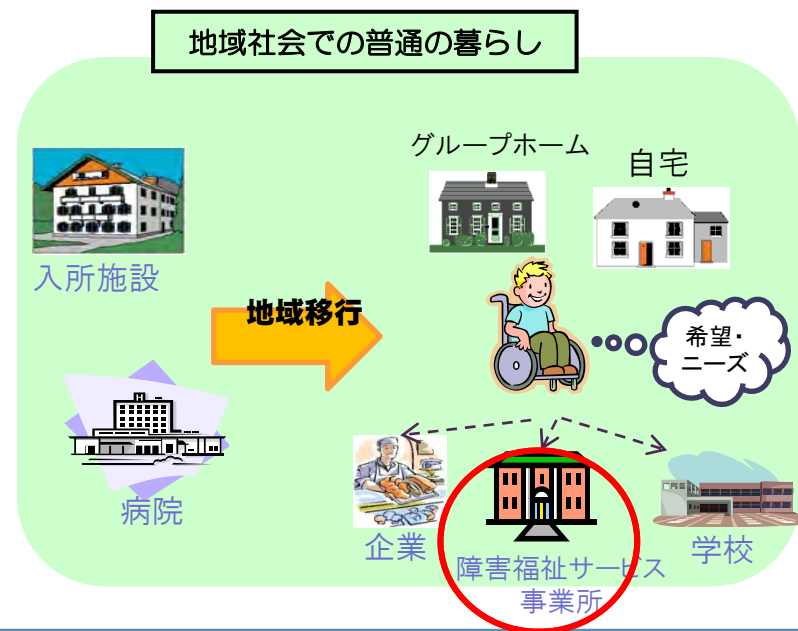 地域社会での普通の暮らし
グループホーム
自宅
入所施設
地域移行
希望・
ニーズ
病院
企業
障害福祉サービス
事業所
学校